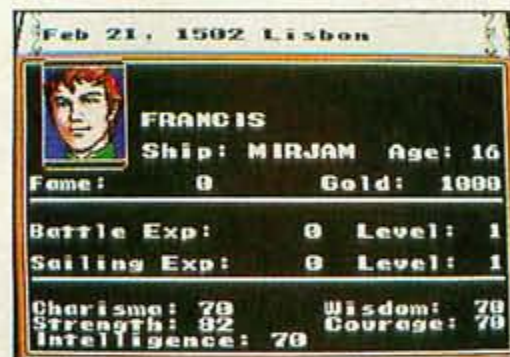 Feb 21, 1502 Lisbon
FRANCIS
Ship: MIRJAM Age: 16
Fame: 0 Gold: 1000
Battle Exp: 0 Level: 1
Sailing Exp: 0 Level: 1
Charisma: 70 Wisdom: 70
Strength: 82 Courage: 70
Intelligence: 70